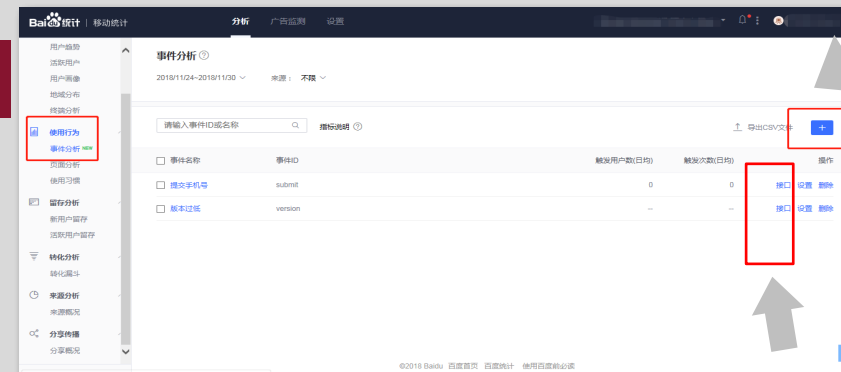 Bai 统计 | 移动统计 分析 广告监测 设置
用户趋势
活跃用户
用户画像
地域分布
终端分析
使用行为
事件分析 NEW
页面分析
使用习惯
留存分析
新用户留存
活跃用户留存
转化分析
转化漏斗
来源分析
来源概况
分享传播
分享概况
事件分析
2018/11/24~2018/11/30 来源： 不限
请输入事件ID或名称 指标说明 导出CSV文件 +
事件名称 事件ID 触发用户数(日均) 触发次数(日均) 操作
提交手机号 submit 0 0 接口 设置 删除
版本过低 version -- -- 接口 设置 删除
©2018 Baidu 百度首页 百度统计 使用百度前必读